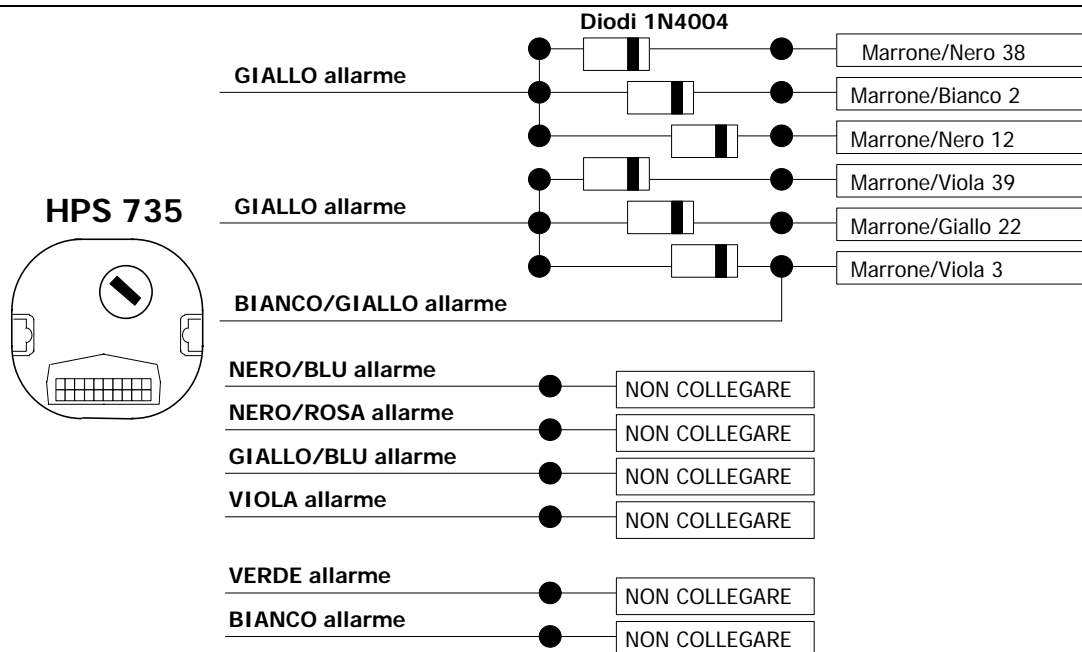 Diodi 1N4004
Marrone/Nero 38
GIALLO allarme
Marrone/Bianco 2
Marrone/Nero 12
Marrone/Viola 39
HPS 735
GIALLO allarme
Marrone/Giallo 22
Marrone/Viola 3
BIANCO/GIALLO allarme
NERO/BLU allarme
NON COLLEGARE
NERO/ROSA allarme
NON COLLEGARE
GIALLO/BLU allarme
NON COLLEGARE
VIOLA allarme
NON COLLEGARE
VERDE allarme
NON COLLEGARE
BIANCO allarme
NON COLLEGARE